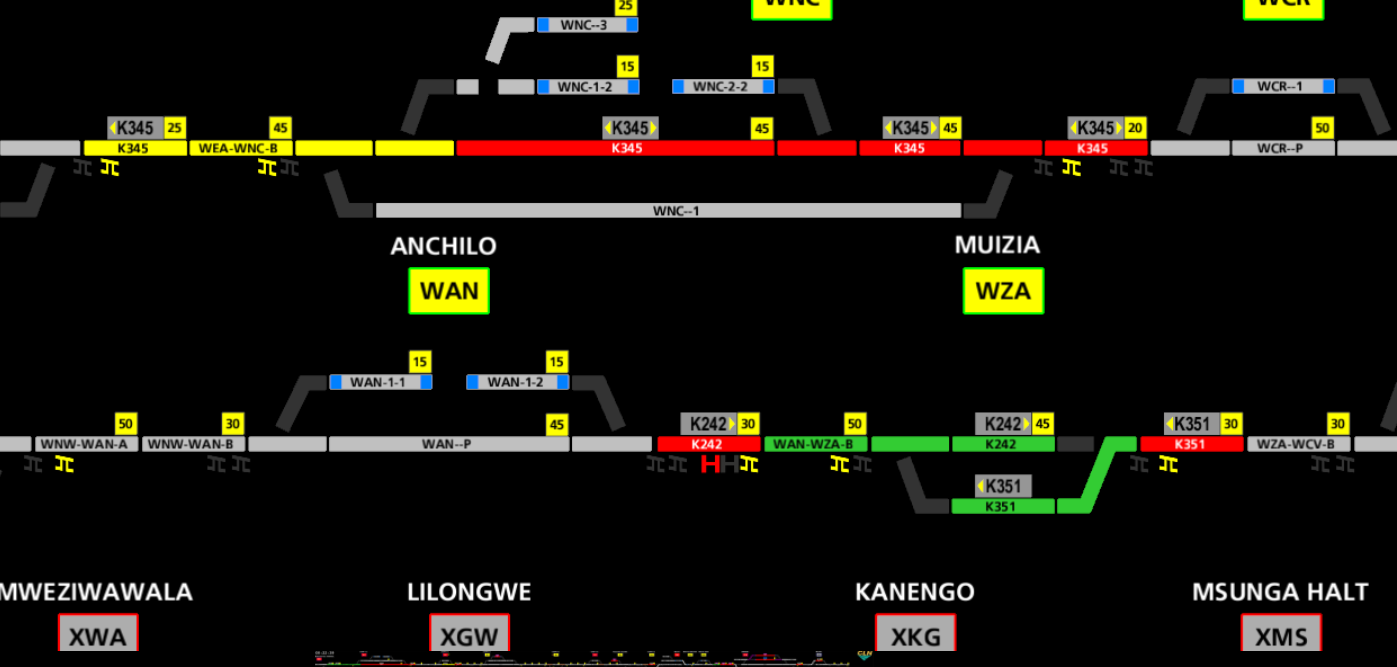 25
WNC
WCR
WNC--3
15
15
WNC-1-2
WNC-2-2
WCR--1
K345 25
45
K345
45
K345 45
K345 20
50
K345
WEA-WNC-B
K345
K345
K345
WCR--P
WNC--1
ANCHILO
MUIZIA
WAN
WZA
15
15
WAN-1-1
WAN-1-2
50
30
45
K242 30
50
K242 45
K351 30
30
WNW-WAN-A
WNW-WAN-B
WAN--P
K242
WAN-WZA-B
K242
K351
WZA-WCV-B
K351
K351
MWEZIWAWALA
LILONGWE
KANENGO
MSUNGA HALT
XWA
XGW
XKG
XMS